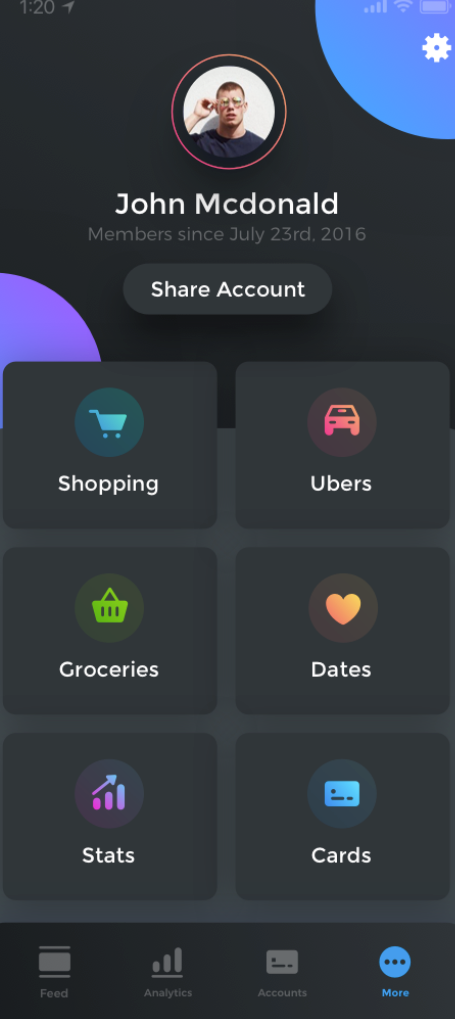 1:20
John Mcdonald
Members since July 23rd, 2016
Share Account
Shopping
Ubers
Groceries
Dates
Stats
Cards
Feed
Analytics
Accounts
More